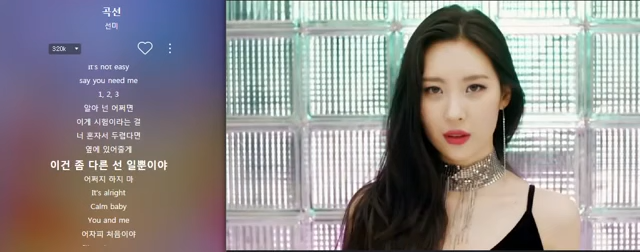 곡선
선미
320k
It's not easy
say you need me
1, 2, 3
알아 넌 어쩌면
이게 시험이라는 걸
너 혼자서 두렵다면
옆에 있어줄게
이건 좀 다른 선 일뿐이야
어쩌지 하지 마
It's alright
Calm baby
You and me
어차피 처음이야